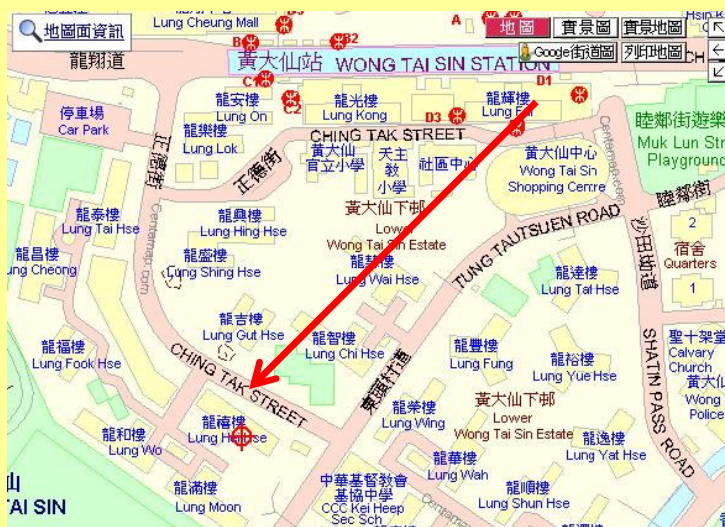 地圖面資訊
Lung Cheung Mall
B
B2
A
地圖
實景圖
實景地圖
Google街道圖
列印地圖
龍翔道
黃大仙站 WONG TAI SIN STATION
C1
C2
D1
D3
停車場
Car Park
龍安樓
Lung On
龍光樓
Lung Kong
龍輝樓
龍樂樓
Lung Lok
正德街
正德街
CHING TAK STREET
黃大仙
官立小學
天主
教
小學
社區中心
黃大仙中心
Wong Tai Sin
Shopping Centre
睦鄰街遊樂
Muk Lun Str
Playground
睦鄰街
龍泰樓
Lung Tai Hse
龍昌樓
ung Cheong
龍興樓
Lung Hing Hse
龍盛樓
Lung Shing Hse
黃大仙下邨
Lower
Wong Tai Sin Estate
Lung Wai Hse
TUNG TAUTSUEN ROAD
沙田坳道
2
宿舍
Quarters
1
龍達樓
Lung Tat Hse
Centamap.com
Centamap.com
龍吉樓
Lung Gut Hse
龍智樓
Lung Chi Hse
龍福樓
Lung Fook Hse
CHING TAK STREET
東頭村道
龍豐樓
Lung Fung
龍裕樓
Lung Yue Hse
SHATIN PASS ROAD
聖十架堂
Calvary
Church
黃大仙
Wong
Police
龍禧樓
龍和樓
Lung Wo
龍滿樓
Lung Moon
龍榮樓
Lung Wing
黃大仙下邨
Lower
Wong Tai Sin Estate
龍逸樓
Lung Yat Hse
龍華樓
Lung Wah
龍順樓
Lung Shun Hse
中華基督教會
基協中學
CCC Kei Heep
Sec Sch
山
TAI SIN